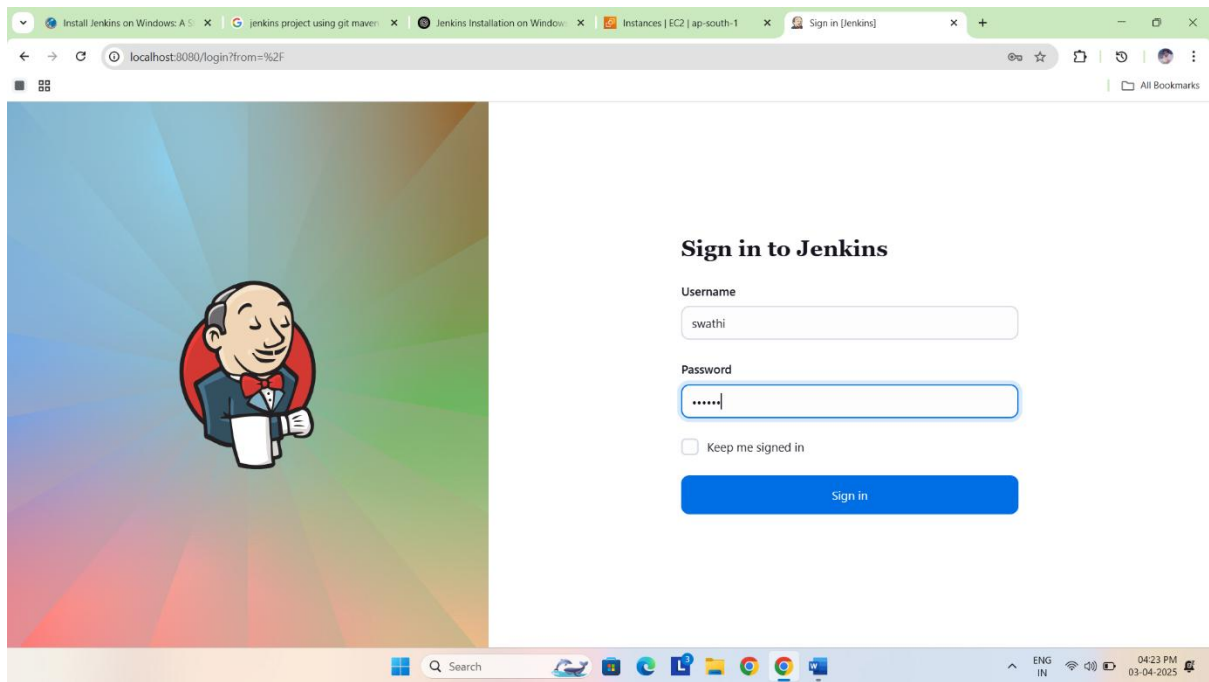 Install Jenkins on Windows: A S
jenkins project using git maven
Jenkins Installation on Window
Instances | EC2 | ap-south-1
Sign in [Jenkins]
localhost:8080/login?from=%2F
All Bookmarks
Sign in to Jenkins
Username
swathi
Password
••••••
Keep me signed in
Sign in
Search
ENG
IN
04:23 PM
03-04-2025